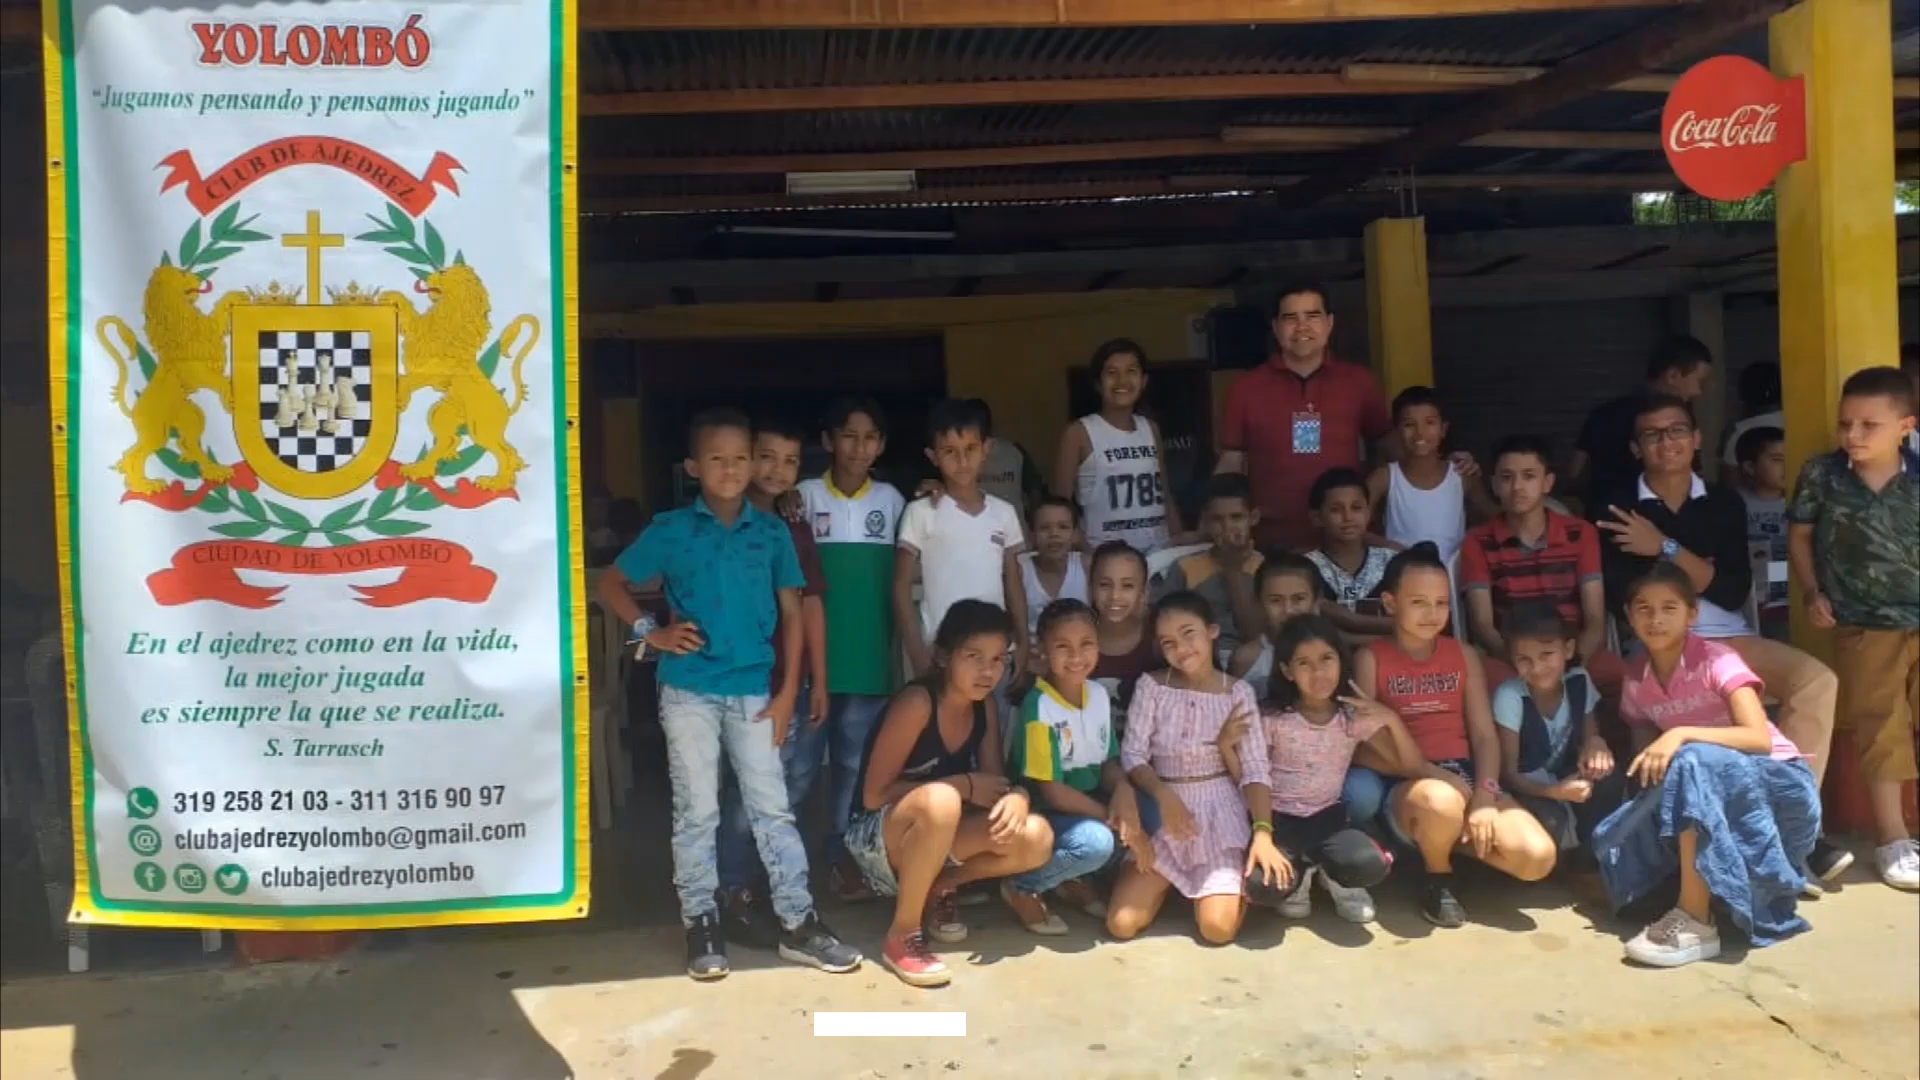 YOLOMBÓ
"Jugamos pensando y pensamos jugando"
CLUB DE AJEDREZ
CIUDAD DE YOLOMBÓ
En el ajedrez como en la vida,
la mejor jugada
es siempre la que se realiza.
S. Tarrasch
319 258 21 03 - 311 316 90 97
clubajedrezyolombo@gmail.com
clubajedrezyolombo
Coca-Cola
FOREVER
1789
NEW